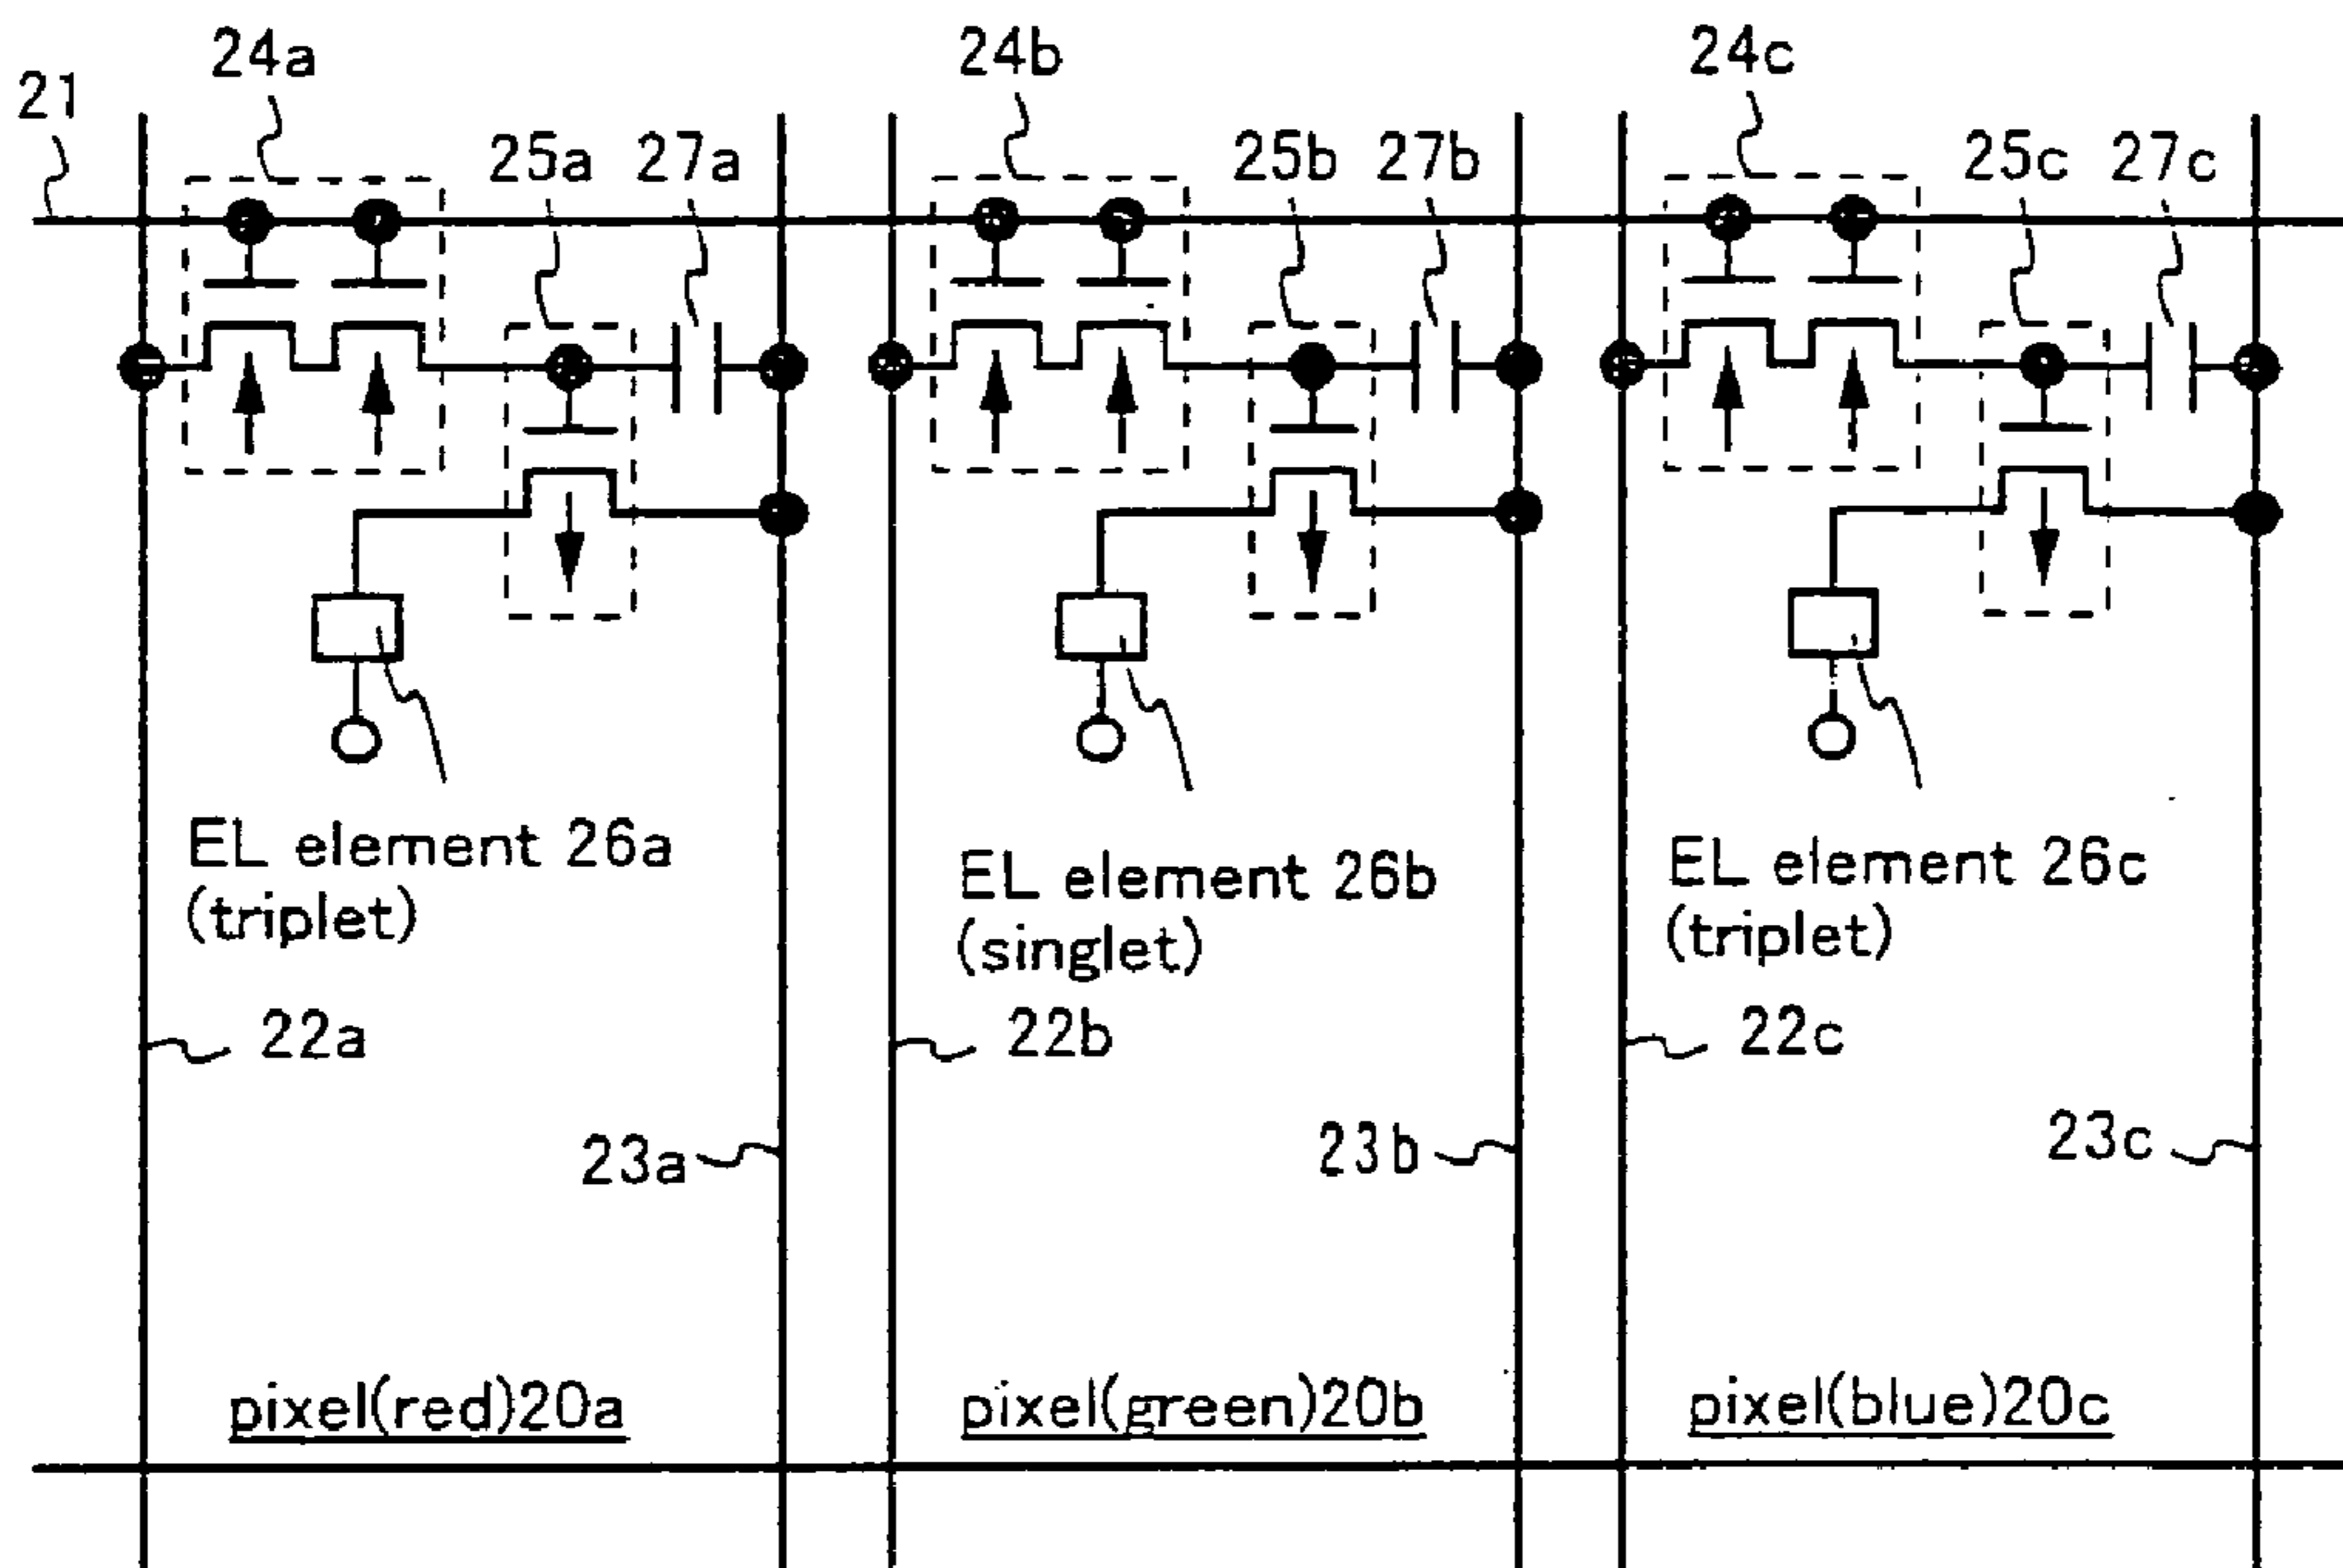 24a
24b
24c
21
25a
27a
25b
27b
25c
27c
EL element 26a
(triplet)
EL element 26b
(singlet)
EL element 26c
(triplet)
22a
22b
22c
23a
23b
23c
pixel(red)20a
pixel(green)20b
pixel(blue)20c